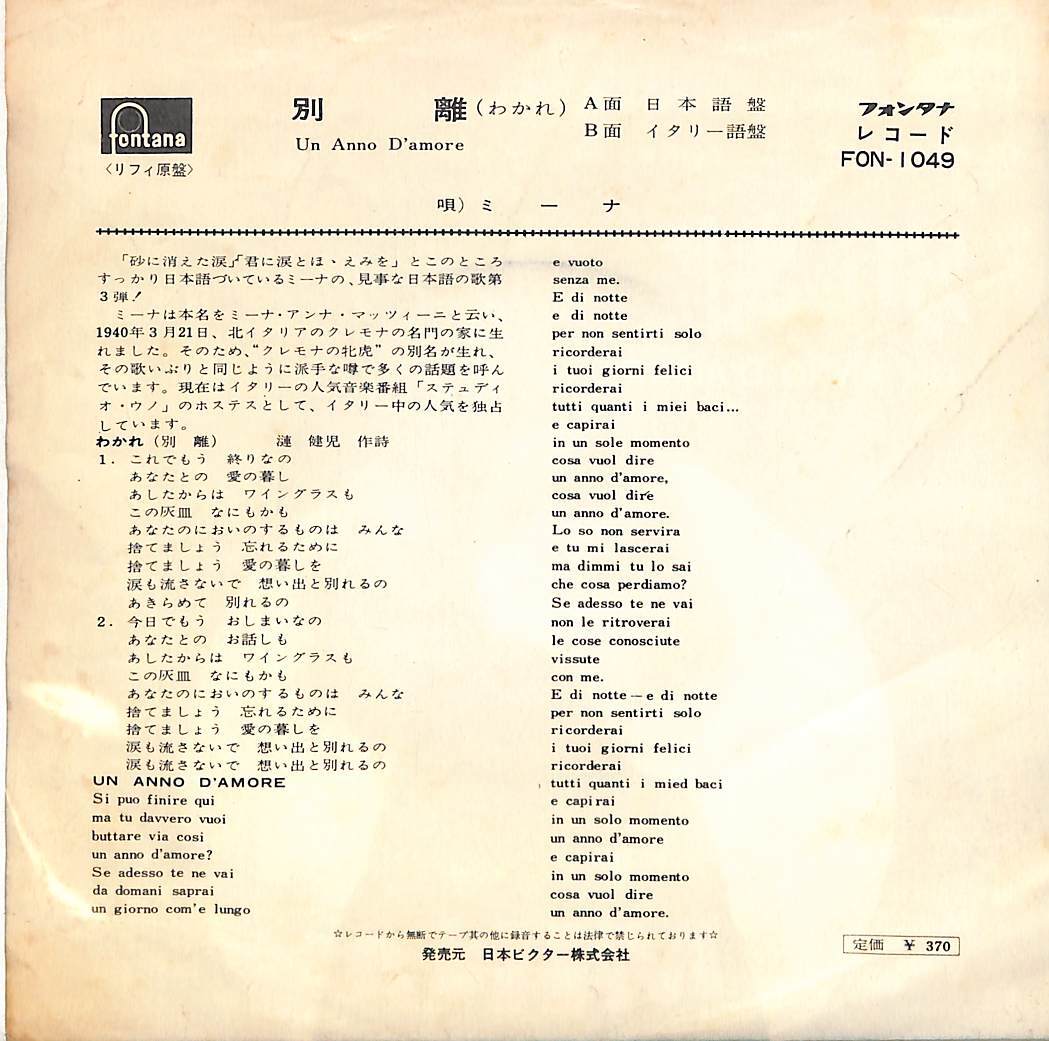 fontana
〈リフィ原盤〉
別 離(わかれ)
Un Anno D'amore
A面 日本語盤
B面 イタリー語盤
フォンタナ
レコード
FON-1049
唄)ミーナ
「砂に消えた涙」「君に涙とほゝえみを」とこのところ
すっかり日本語づいているミーナの、見事な日本語の歌第
3弾!
ミーナは本名をミーナ・アンナ・マッツィーニと云い、
1940年3月21日、北イタリアのクレモナの名門の家に生
れました。そのため、“クレモナの牝虎”の別名が生れ、
その歌いぶりと同じように派手な噂で多くの話題を呼ん
でいます。現在はイタリーの人気音楽番組「ステュディ
オ・ウノ」のホステスとして、イタリー中の人気を独占
しています。
わかれ(別 離) 漣 健児 作詩
1. これでもう 終りなの
あなたとの 愛の暮し
あしたからは ワイングラスも
この灰皿 なにもかも
あなたのにおいのするものは みんな
捨てましょう 忘れるために
捨てましょう 愛の暮しを
涙も流さないで 想い出と別れるの
あきらめて 別れるの
2. 今日でもう おしまいなの
あなたとの お話しも
あしたからは ワイングラスも
この灰皿 なにもかも
あなたのにおいのするものは みんな
捨てましょう 忘れるために
捨てましょう 愛の暮しを
涙も流さないで 想い出と別れるの
涙も流さないで 想い出と別れるの
UN ANNO D'AMORE
Si puo finire qui
ma tu davvero vuoi
buttare via cosi
un anno d'amore?
Se adesso te ne vai
da domani saprai
un giorno com'e lungo
e vuoto
senza me.
E di notte
e di notte
per non sentirti solo
ricorderai
i tuoi giorni felici
ricorderai
tutti quanti i miei baci...
e capirai
in un sole momento
cosa vuol dire
un anno d'amore,
cosa vuol dire
un anno d'amore.
Lo so non servira
e tu mi lascerai
ma dimmi tu lo sai
che cosa perdiamo?
Se adesso te ne vai
non le ritroverai
le cose conosciute
vissute
con me.
E di notte — e di notte
per non sentirti solo
ricorderai
i tuoi giorni felici
ricorderai
tutti quanti i mied baci
e capirai
in un solo momento
un anno d'amore
e capirai
in un solo momento
cosa vuol dire
un anno d'amore.
☆レコードから無断でテープ其の他に録音することは法律で禁じられております☆
発売元 日本ビクター株式会社
定価 ¥ 370